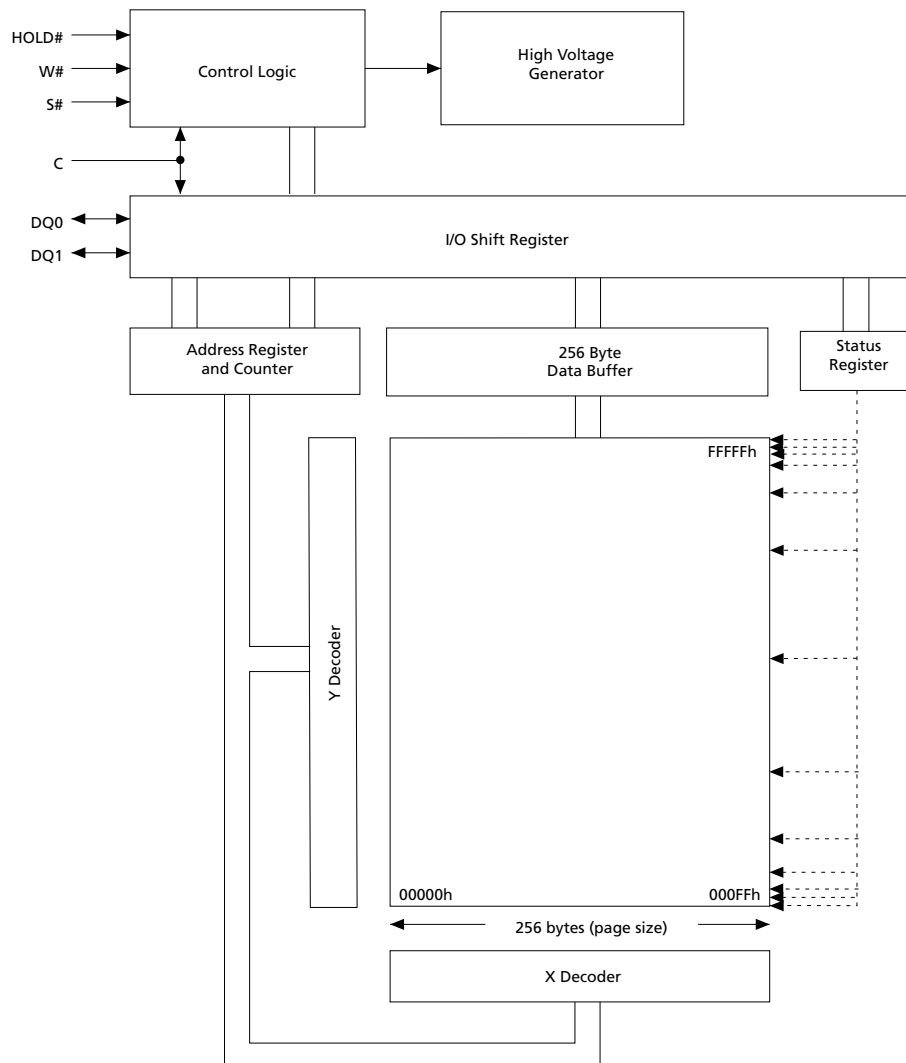 HOLD#
W#
S#
C
DQ0
DQ1
Control Logic
High Voltage
Generator
I/O Shift Register
Address Register
and Counter
256 Byte
Data Buffer
Status
Register
FFFFFh
Y Decoder
00000h
000FFh
256 bytes (page size)
X Decoder